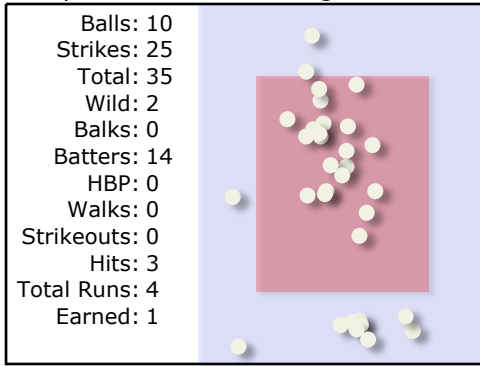 Balls: 10
Strikes: 25
Total: 35
Wild: 2
Balks: 0
Batters: 14
HBP: 0
Walks: 0
Strikeouts: 0
Hits: 3
Total Runs: 4
Earned: 1